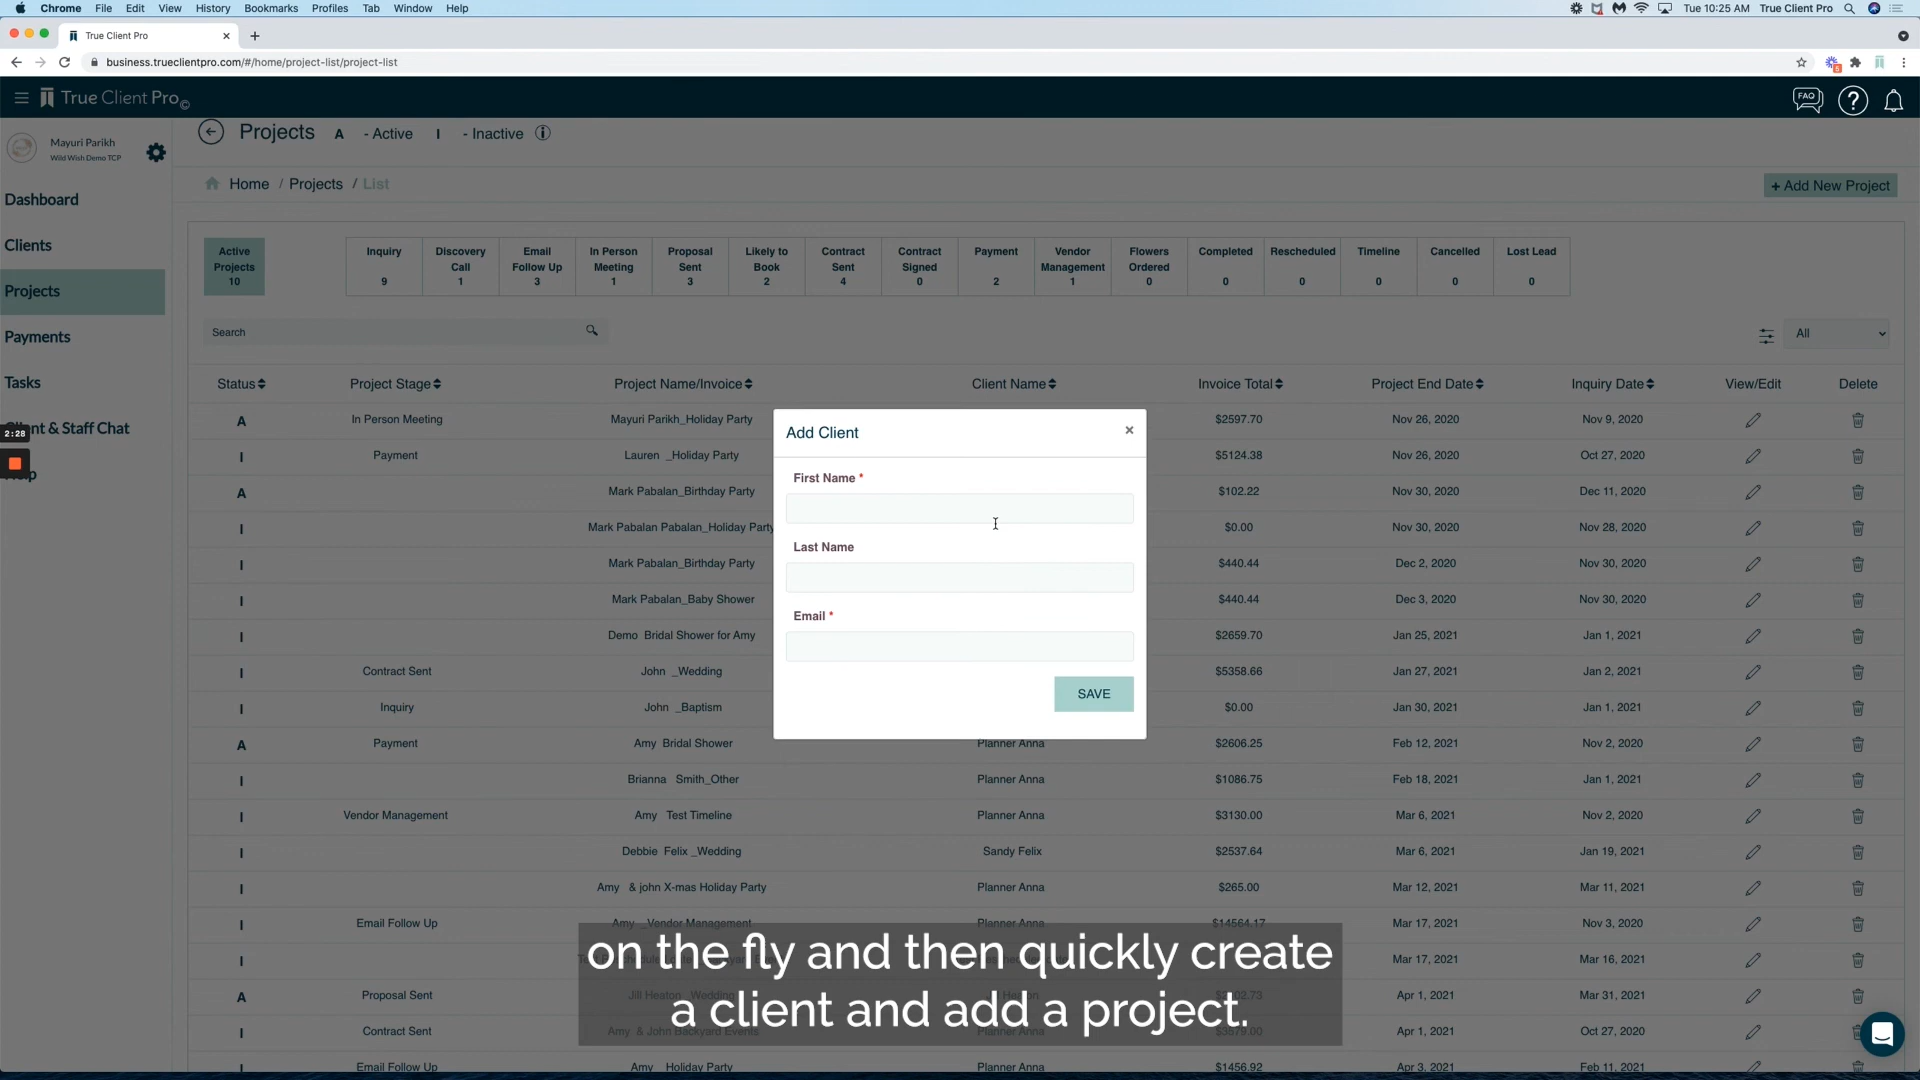 Chrome File Edit View History Bookmarks Profiles Tab Window Help Tue 10:25 AM True Client Pro
True Client Pro
business.trueclientpro.com/#/home/project-list/project-list
5
True Client Pro©
FAQ
?
Mayuri Parikh
Wild Wish Demo TCP
Dashboard
Clients
Projects
Payments
Tasks
2:28
Projects A - Active I - Inactive
Home / Projects / List
+ Add New Project
Active Projects 10
Inquiry 9
Discovery Call 1
Email Follow Up 3
In Person Meeting 1
Proposal Sent 3
Likely to Book 2
Contract Sent 4
Contract Signed 0
Payment 2
Vendor Management 1
Flowers Ordered 0
Completed 0
Rescheduled 0
Timeline 0
Cancelled 0
Lost Lead 0
Search
All
Status Project Stage Project Name/Invoice Client Name Invoice Total Project End Date Inquiry Date View/Edit Delete
A In Person Meeting Mayuri Parikh_Holiday Party $2597.70 Nov 26, 2020 Nov 9, 2020
I Payment Lauren _Holiday Party $5124.38 Nov 26, 2020 Oct 27, 2020
A Mark Pabalan_Birthday Party $102.22 Nov 30, 2020 Dec 11, 2020
I Mark Pabalan Pabalan_Holiday Party $0.00 Nov 30, 2020 Nov 28, 2020
I Mark Pabalan_Birthday Party $440.44 Dec 2, 2020 Nov 30, 2020
I Mark Pabalan_Baby Shower $440.44 Dec 3, 2020 Nov 30, 2020
I Demo Bridal Shower for Amy $2659.70 Jan 25, 2021 Jan 1, 2021
I Contract Sent John _Wedding $5358.66 Jan 27, 2021 Jan 2, 2021
I Inquiry John _Baptism $0.00 Jan 30, 2021 Jan 1, 2021
A Payment Amy Bridal Shower Planner Anna $2606.25 Feb 12, 2021 Nov 2, 2020
I Brianna Smith_Other Planner Anna $1086.75 Feb 18, 2021 Jan 1, 2021
I Vendor Management Amy Test Timeline Planner Anna $3130.00 Mar 6, 2021 Nov 2, 2020
I Debbie Felix _Wedding Sandy Felix $2537.64 Mar 6, 2021 Jan 19, 2021
I Amy & john X-mas Holiday Party Planner Anna $265.00 Mar 12, 2021 Mar 11, 2021
I Email Follow Up Amy _Vendor Management Planner Anna $14564.17 Mar 17, 2021 Nov 3, 2020
I Mar 17, 2021 Mar 16, 2021
A Proposal Sent Jill Heaton _Wedding Apr 1, 2021 Mar 31, 2021
I Contract Sent Amy & John Backyard Events Planner Anna Apr 1, 2021 Oct 27, 2020
I Email Follow Up Amy Holiday Party Planner Anna $1456.92 Apr 3, 2021 Feb 11, 2021
Add Client ×
First Name *
Last Name
Email *
SAVE
on the fly and then quickly create
a client and add a project.